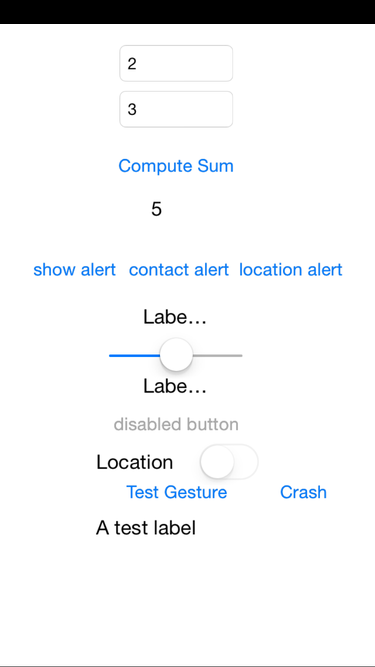 2
3
Compute Sum
5
show alert contact alert location alert
Labe...
Labe...
disabled button
Location
Test Gesture Crash
A test label